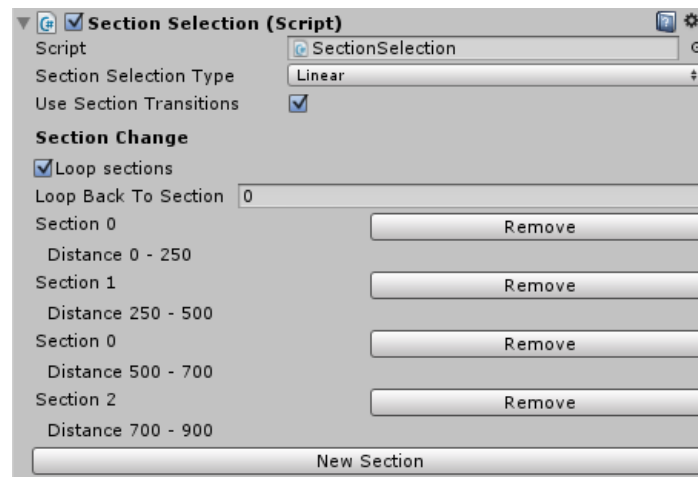 Section Selection (Script)
Script SectionSelection
Section Selection Type Linear
Use Section Transitions
Section Change
Loop sections
Loop Back To Section 0
Section 0 Remove
Distance 0 - 250
Section 1 Remove
Distance 250 - 500
Section 0 Remove
Distance 500 - 700
Section 2 Remove
Distance 700 - 900
New Section